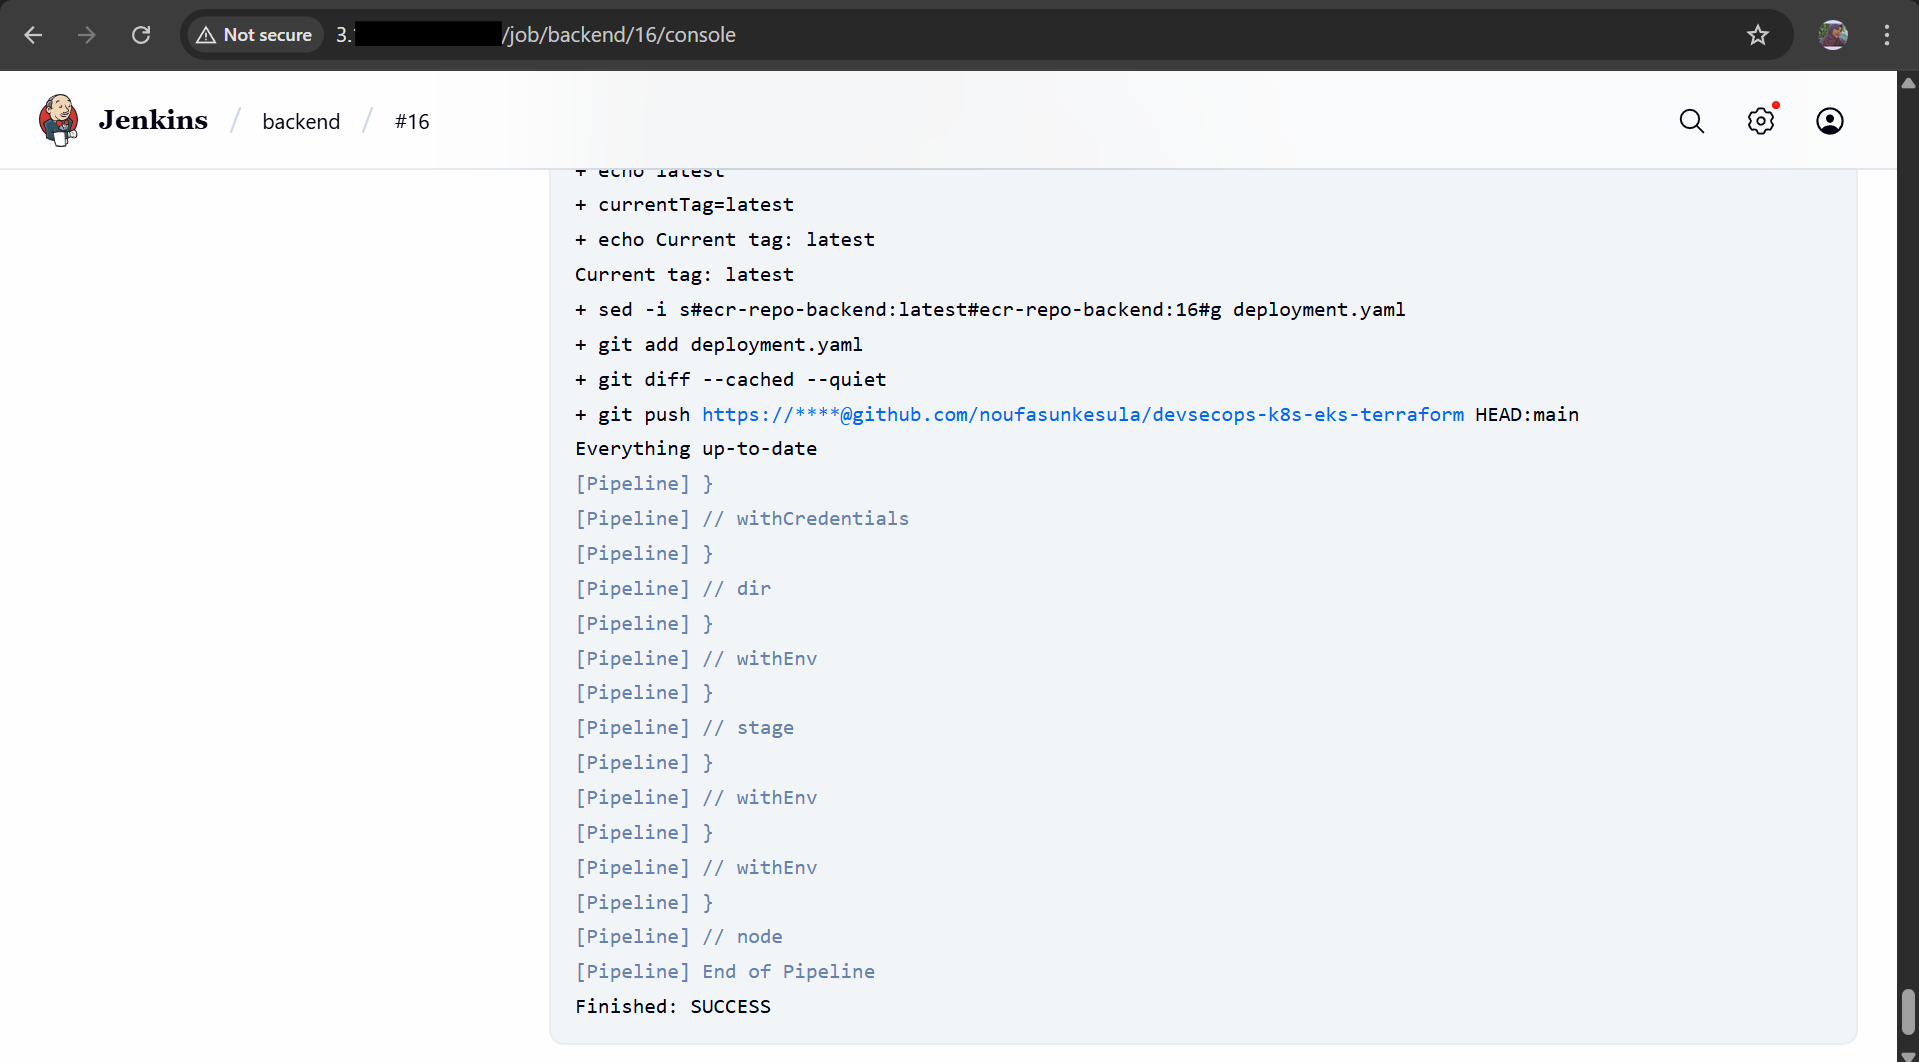 Not secure 3. /job/backend/16/console
Jenkins / backend / #16
+ echo latest
+ currentTag=latest
+ echo Current tag: latest
Current tag: latest
+ sed -i s#ecr-repo-backend:latest#ecr-repo-backend:16#g deployment.yaml
+ git add deployment.yaml
+ git diff --cached --quiet
+ git push https://****@github.com/noufasunkesula/devsecops-k8s-eks-terraform HEAD:main
Everything up-to-date
[Pipeline] }
[Pipeline] // withCredentials
[Pipeline] }
[Pipeline] // dir
[Pipeline] }
[Pipeline] // withEnv
[Pipeline] }
[Pipeline] // stage
[Pipeline] }
[Pipeline] // withEnv
[Pipeline] }
[Pipeline] // withEnv
[Pipeline] }
[Pipeline] // node
[Pipeline] End of Pipeline
Finished: SUCCESS